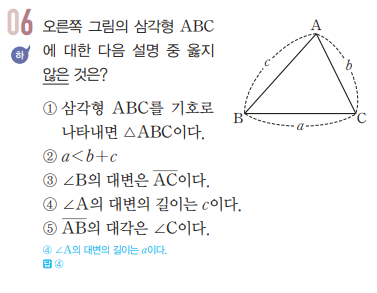 06
하
오른쪽 그림의 삼각형 ABC
에 대한 다음 설명 중 옳지
않은 것은?
① 삼각형 ABC를 기호로
나타내면 △ABC이다.
② a<b+c
③ ∠B의 대변은 \overline{AC}이다.
④ ∠A의 대변의 길이는 c이다.
⑤ \overline{AB}의 대각은 ∠C이다.
④ ∠A의 대변의 길이는 a이다.
답 ④
A
c
b
B
C
a